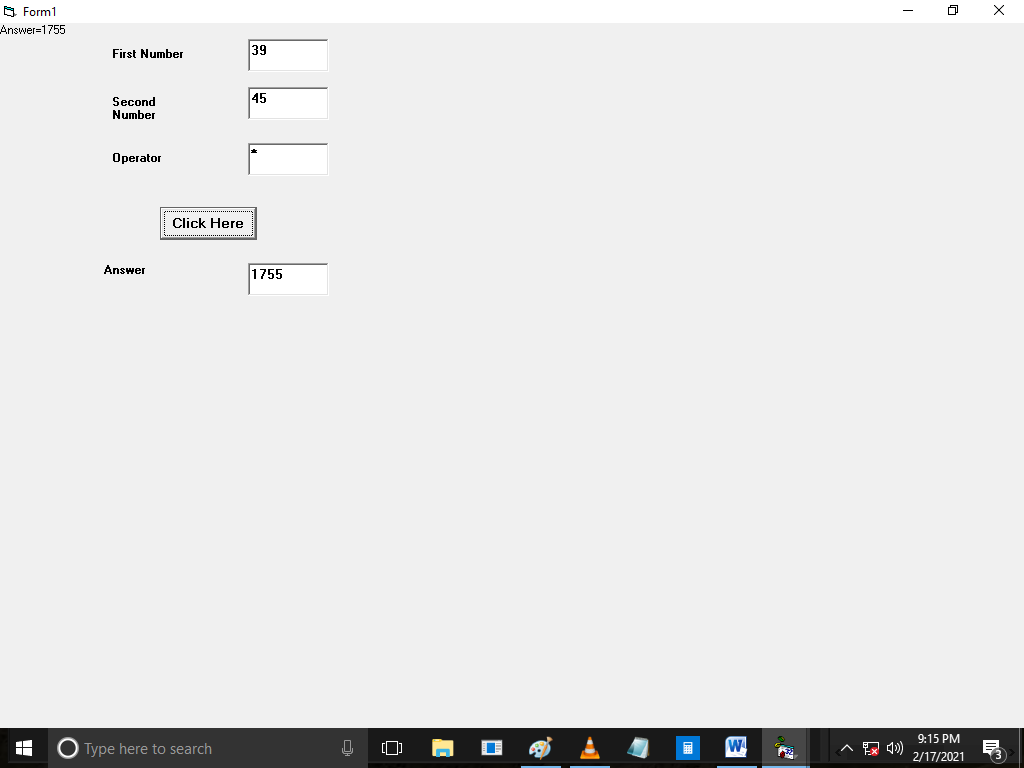 Form1
Answer=1755
First Number 39
Second
Number 45
Operator *
Click Here
Answer 1755
Type here to search
W
9:15 PM
2/17/2021
3